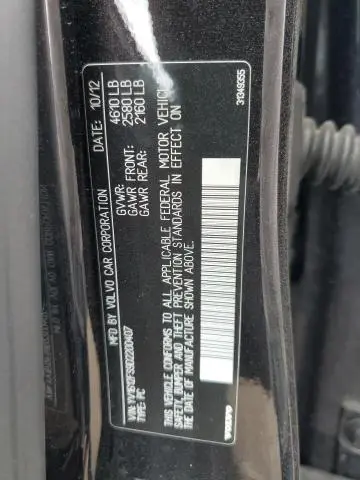 MFD BY VOLVO CAR CORPORATION DATE: 10/12
GVWR: 4610 LB
GAWR FRONT: 2580 LB
GAWR REAR: 2160 LB
TYPE: PC
THIS VEHICLE CONFORMS TO ALL APPLICABLE FEDERAL MOTOR VEHICLE
SAFETY, BUMPER AND THEFT PREVENTION STANDARDS IN EFFECT ON
THE DATE OF MANUFACTURE SHOWN ABOVE.
VOLVO
31349355